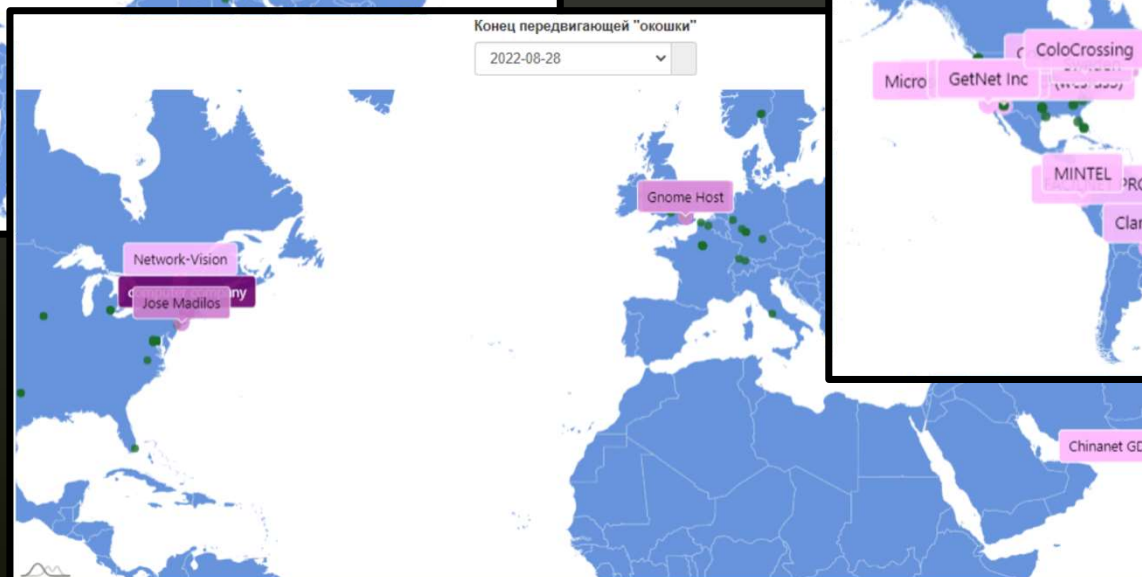 Конец передвигающей "окошки"
2022-08-28
Gnome Host
Network-Vision
Jose Madilos
ColoCrossing
Micro
GetNet Inc
MINTEL
Clar
Chinanet GD